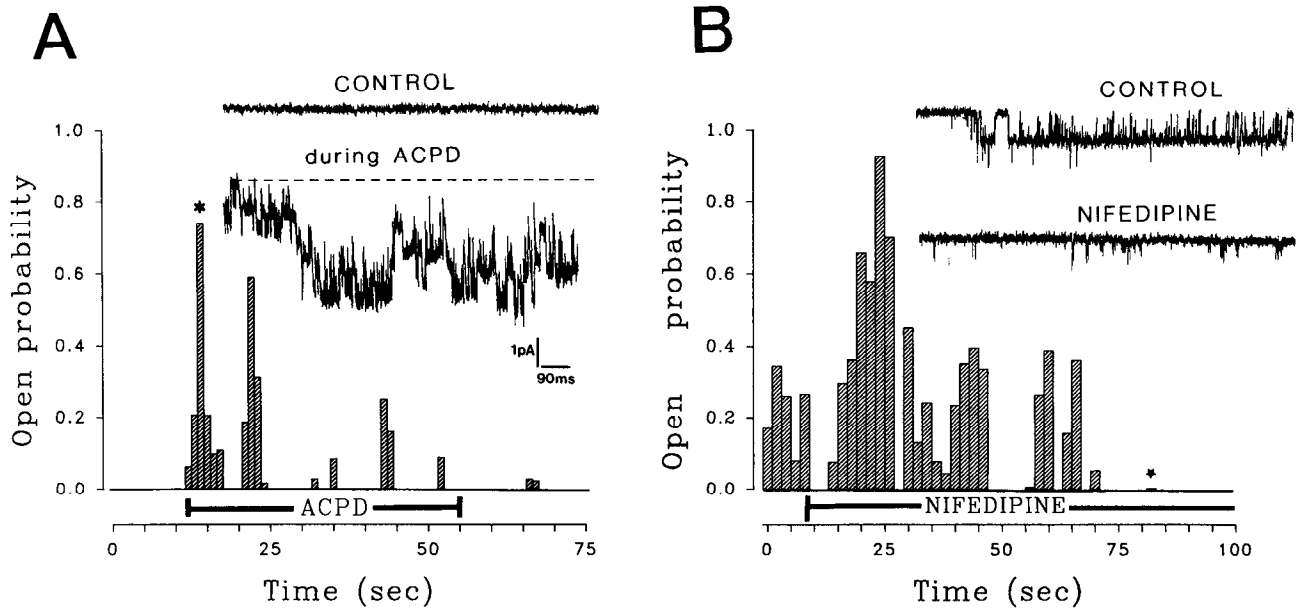 A
CONTROL
during ACPD
*
1pA
90ms
Open probability
1.0
0.8
0.6
0.4
0.2
0.0
ACPD
0 25 50 75
Time (sec)
B
CONTROL
NIFEDIPINE
Open probability
1.0
0.8
0.6
0.4
0.2
0.0
NIFEDIPINE
0 25 50 75 100
Time (sec)